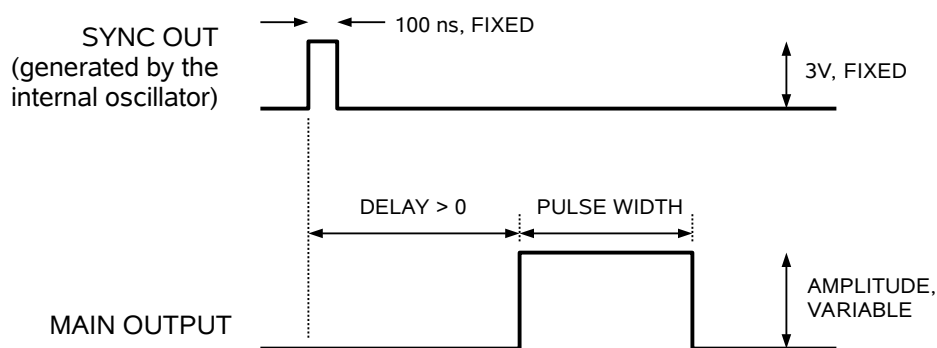 100 ns, FIXED
SYNC OUT
(generated by the
internal oscillator)
3V, FIXED
DELAY > 0
PULSE WIDTH
AMPLITUDE,
VARIABLE
MAIN OUTPUT